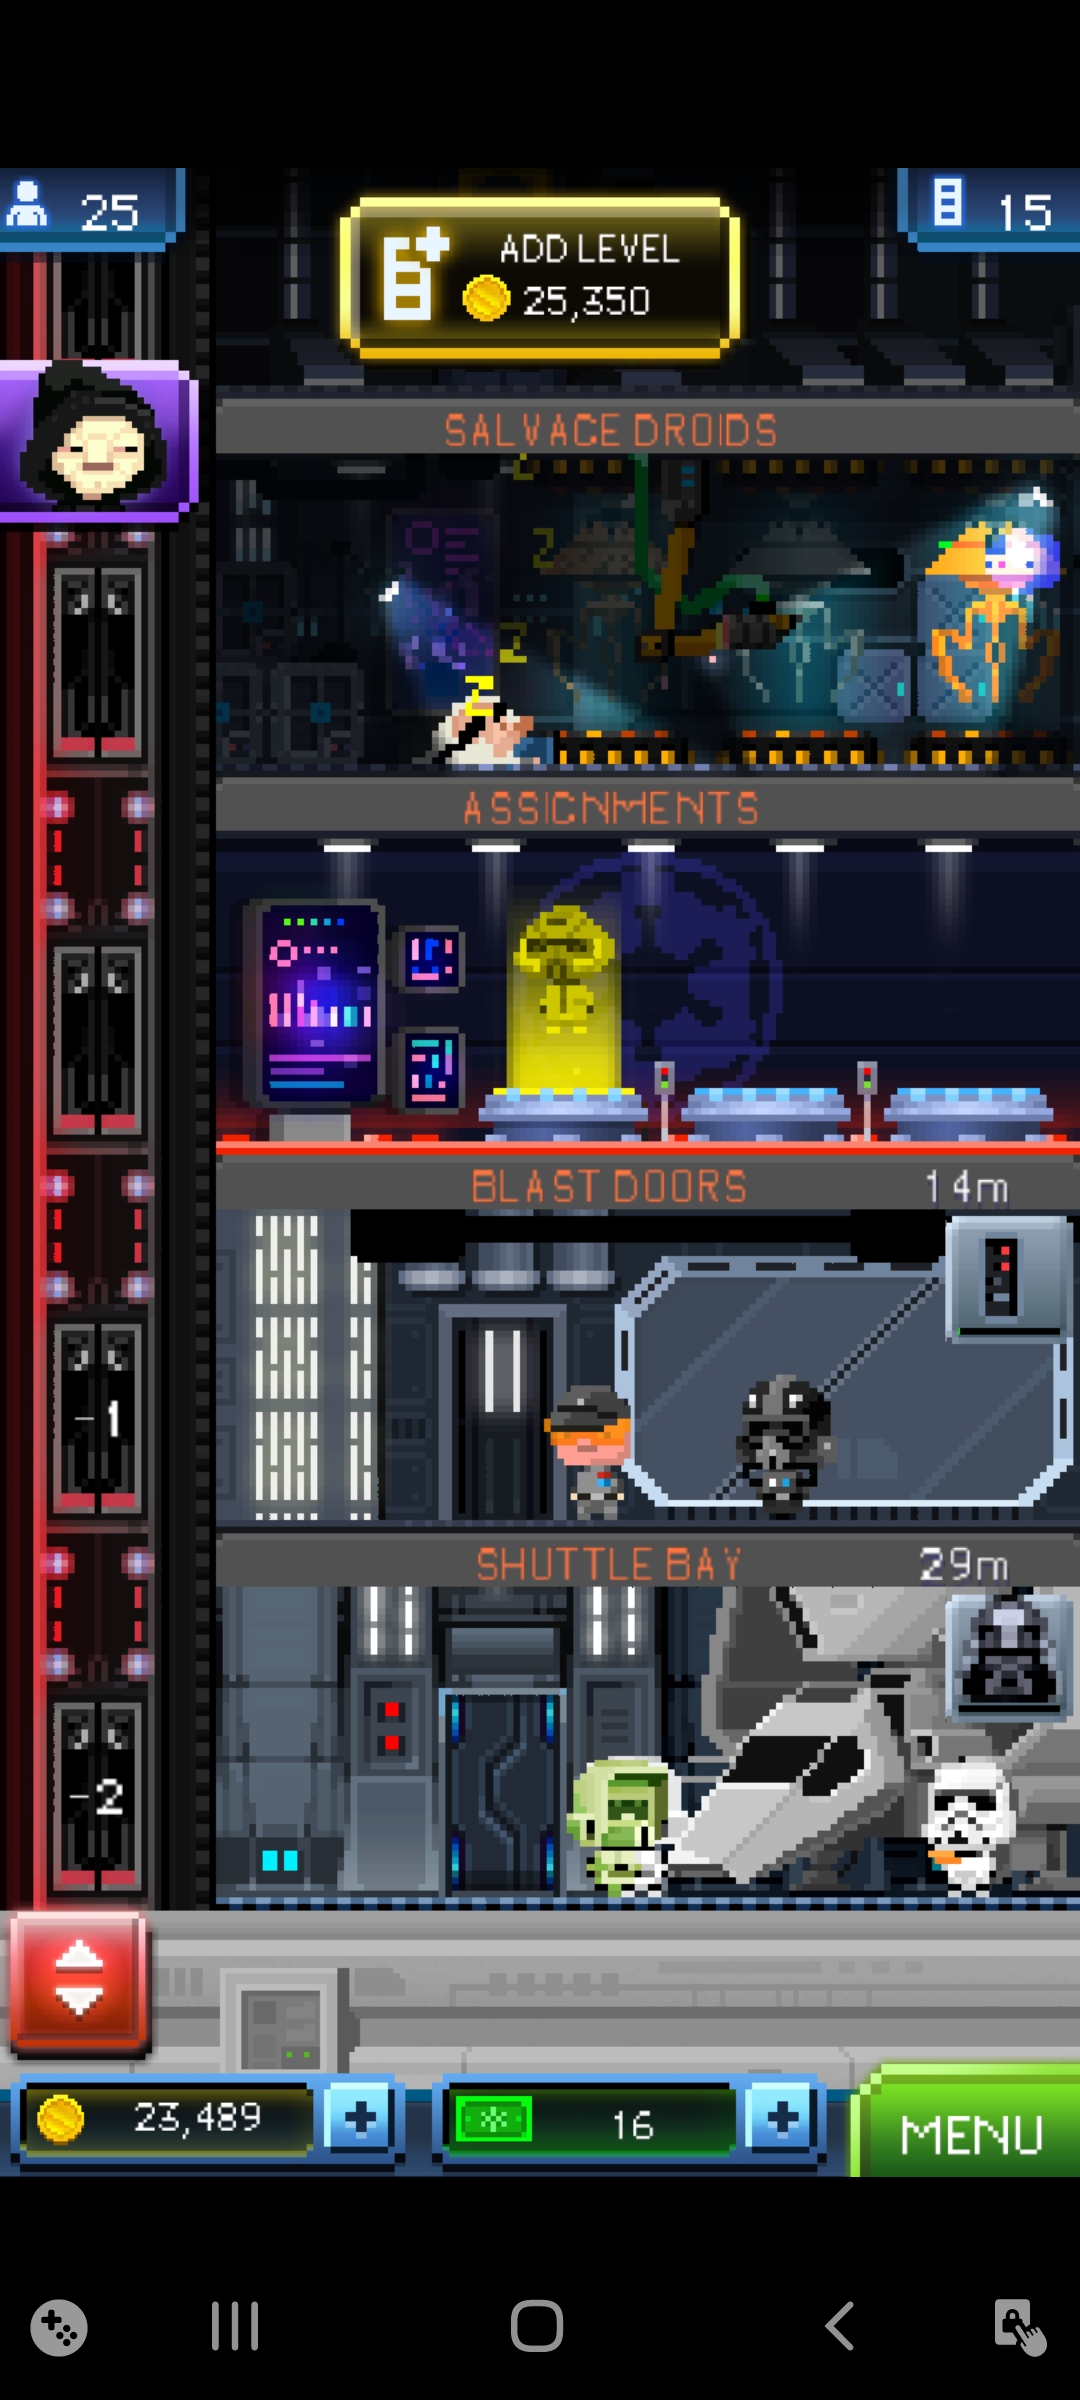 25
ADD LEVEL
25,350
15
SALVAGE DROIDS
ASSIGNMENTS
BLAST DOORS
14m
-1
SHUTTLE BAY
29m
-2
23,489
16
MENU